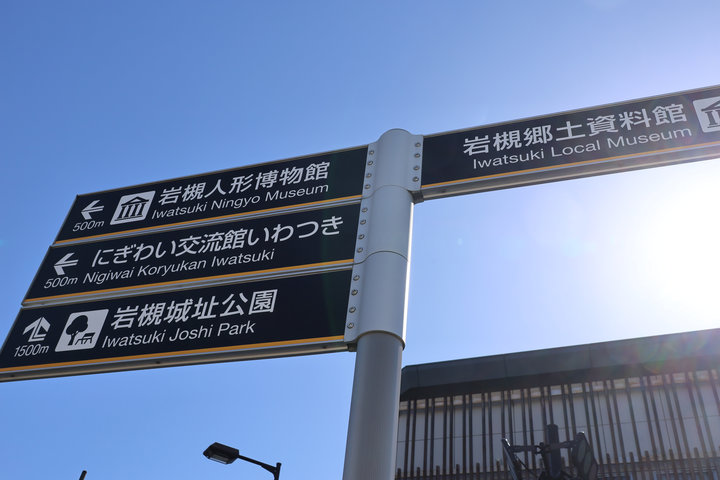 岩槻人形博物館
Iwatsuki Ningyo Museum
500m
にぎわい交流館いわつき
Nigiwai Koryukan Iwatsuki
500m
岩槻城址公園
Iwatsuki Joshi Park
1500m
岩槻郷土資料館
Iwatsuki Local Museum